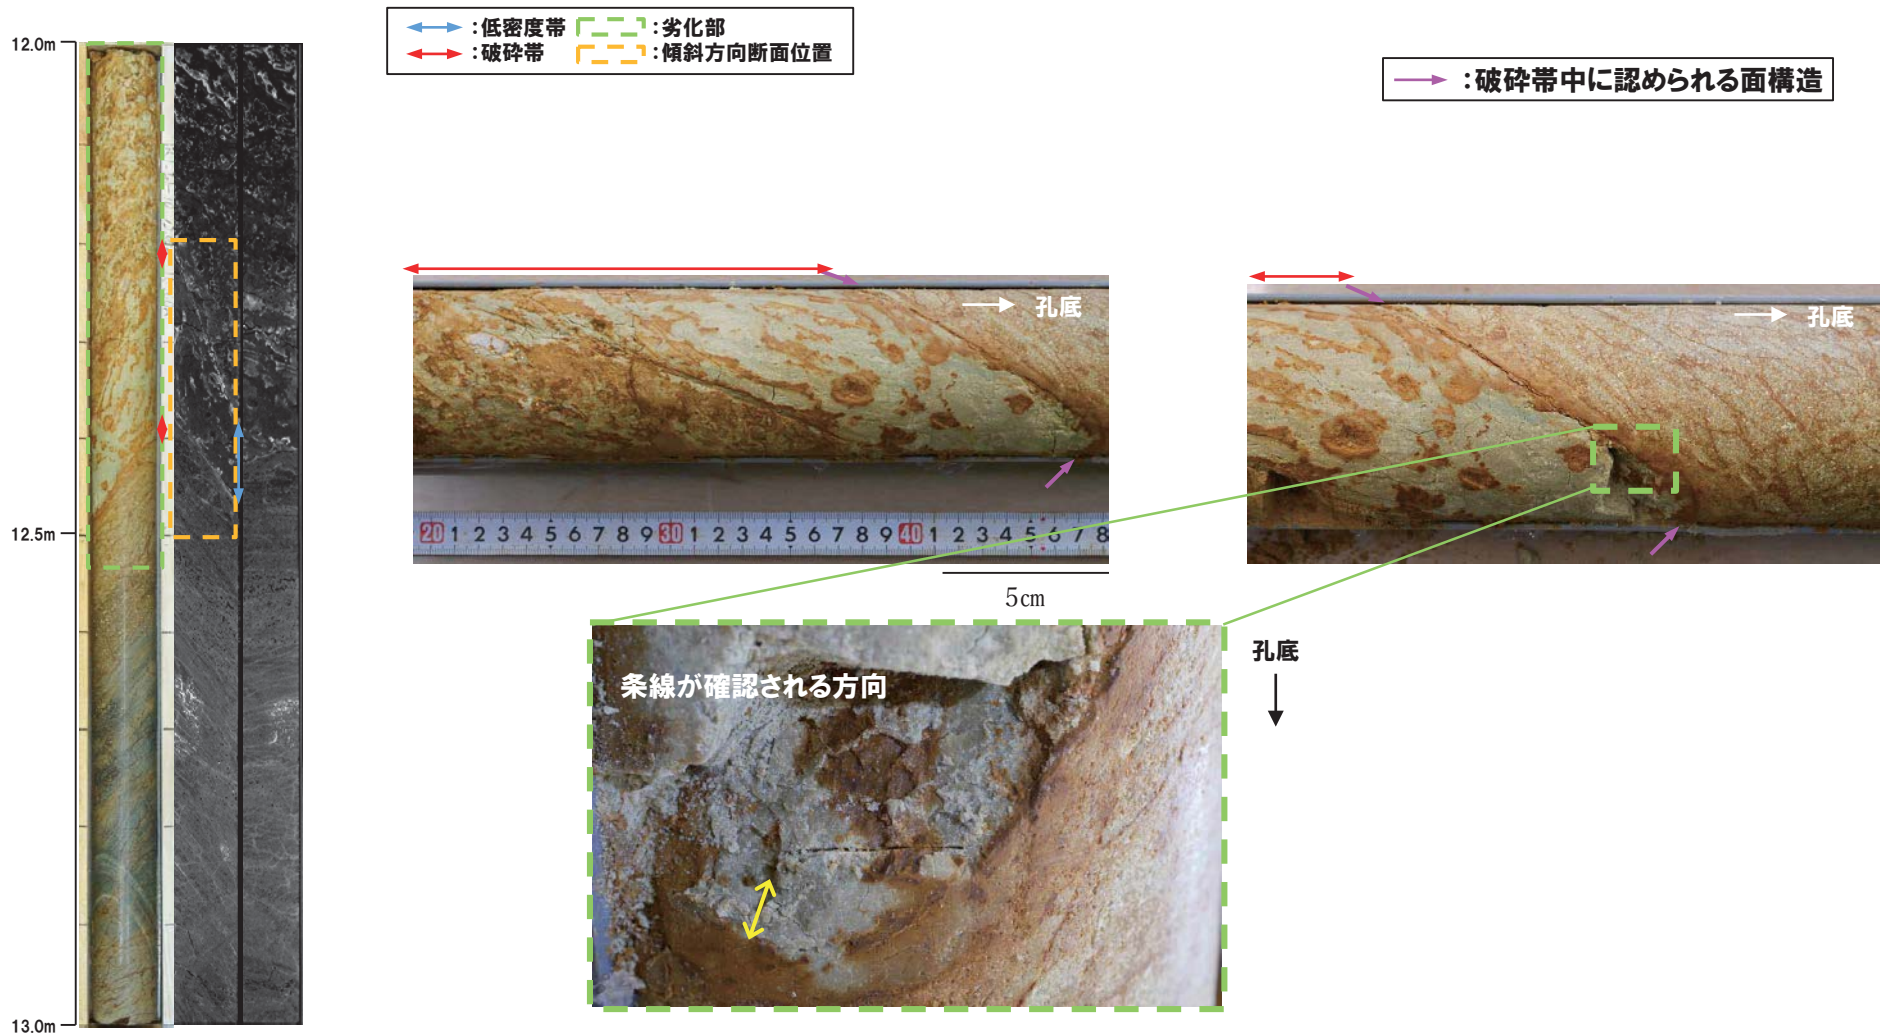 :低密度帯
:劣化部
:破砕帯
:傾斜方向断面位置
:破砕帯中に認められる面構造
12.0m
12.5m
13.0m
孔底
孔底
20 1 2 3 4 5 6 7 8 9 30 1 2 3 4 5 6 7 8 9 40 1 2 3 4 5 6 7 8
5cm
条線が確認される方向
孔底